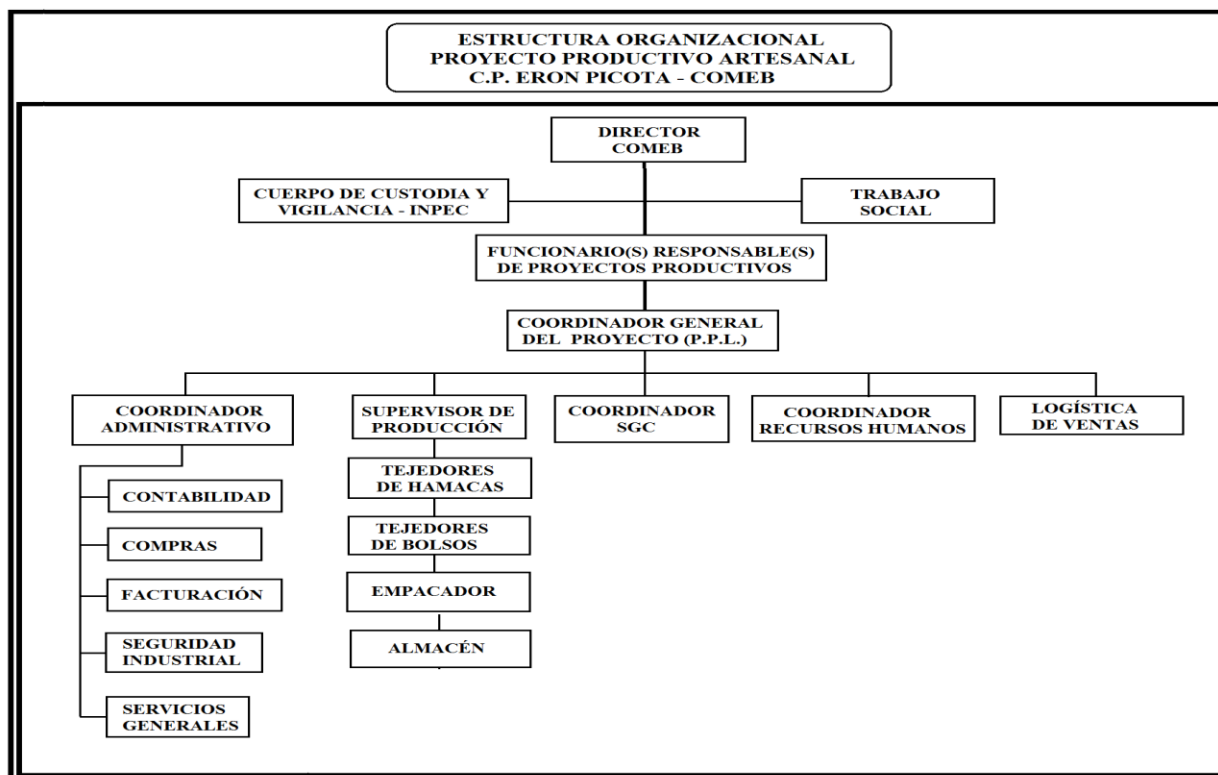 ESTRUCTURA ORGANIZACIONAL
PROYECTO PRODUCTIVO ARTESANAL
C.P. ERON PICOTA - COMEB
DIRECTOR
COMEB
CUERPO DE CUSTODIA Y
VIGILANCIA - INPEC
TRABAJO
SOCIAL
FUNCIONARIO(S) RESPONSABLE(S)
DE PROYECTOS PRODUCTIVOS
COORDINADOR GENERAL
DEL PROYECTO (P.P.L.)
COORDINADOR
ADMINISTRATIVO
SUPERVISOR DE
PRODUCCIÓN
COORDINADOR
SGC
COORDINADOR
RECURSOS HUMANOS
LOGÍSTICA
DE VENTAS
CONTABILIDAD
COMPRAS
FACTURACIÓN
SEGURIDAD
INDUSTRIAL
SERVICIOS
GENERALES
TEJEDORES
DE HAMACAS
TEJEDORES
DE BOLSOS
EMPACADOR
ALMACÉN